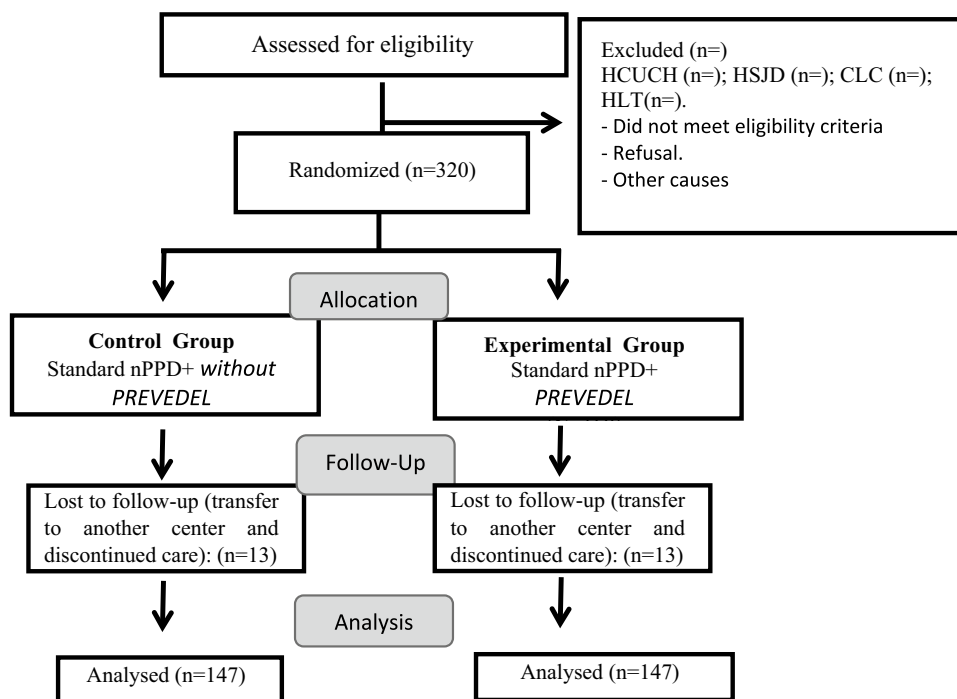 Assessed for eligibility
Excluded (n=)
HCUCH (n=); HSJD (n=); CLC (n=);
HLT(n=).
- Did not meet eligibility criteria
- Refusal.
- Other causes
Randomized (n=320)
Allocation
Control Group
Standard nPPD+ without
PREVEDEL
Experimental Group
Standard nPPD+
PREVEDEL
Follow-Up
Lost to follow-up (transfer
to another center and
discontinued care): (n=13)
Lost to follow-up (transfer
to another center and
discontinued care): (n=13)
Analysis
Analysed (n=147)
Analysed (n=147)